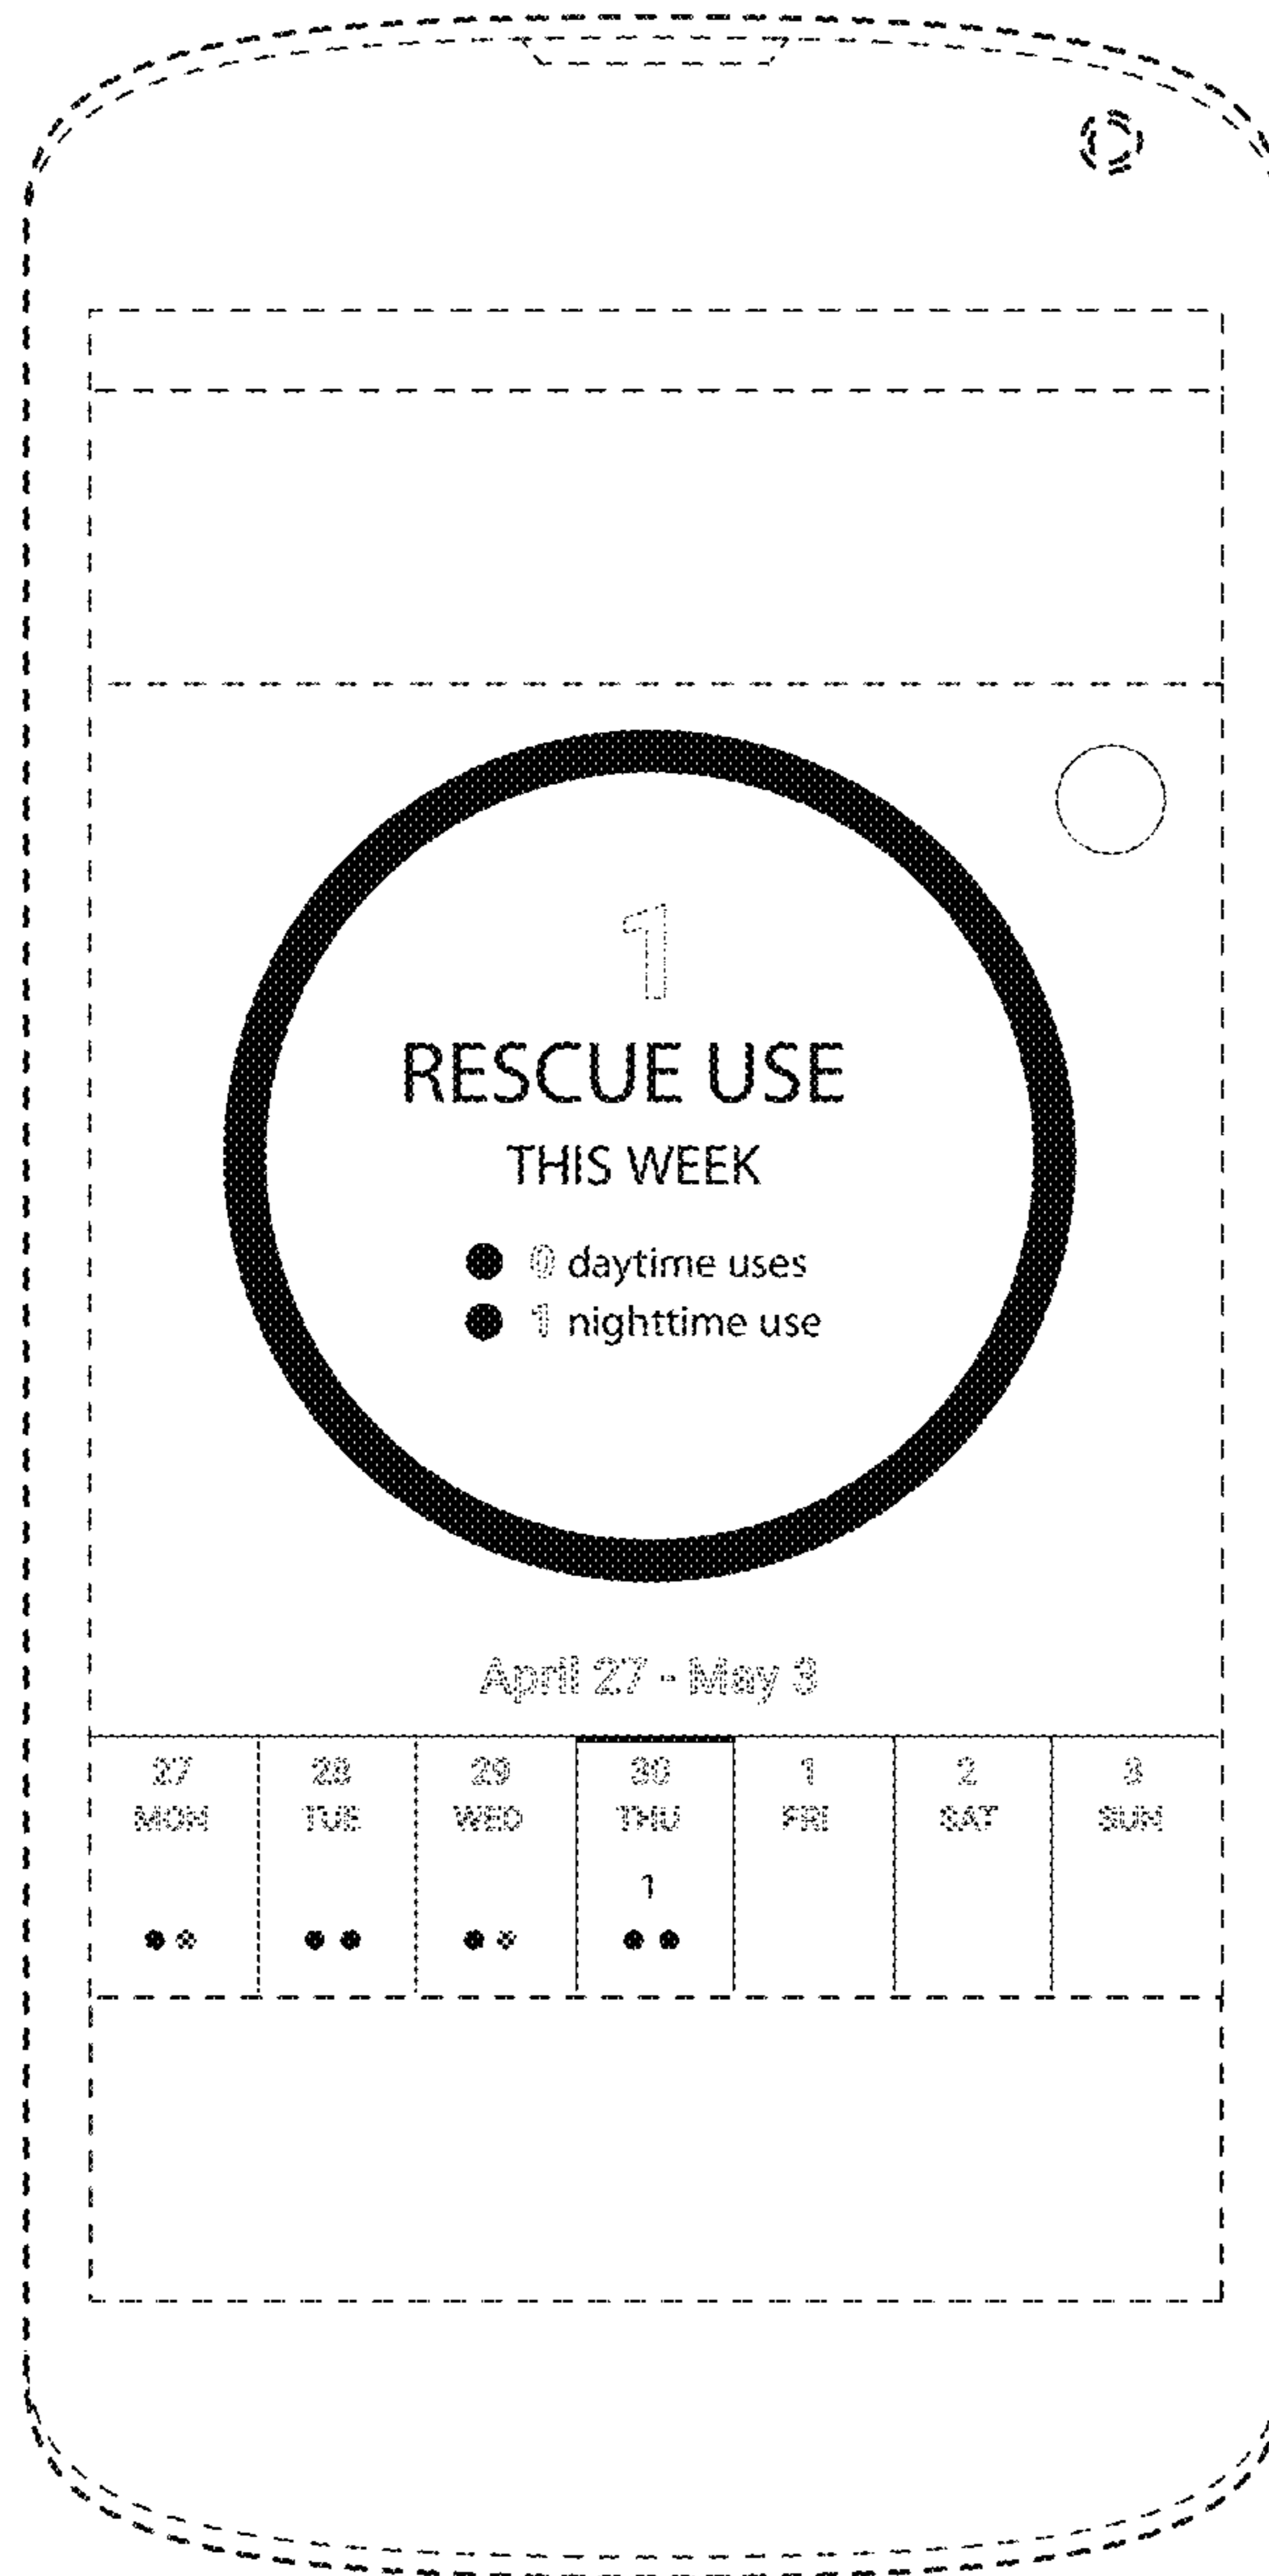 1
RESCUE USE
THIS WEEK
0 daytime uses
1 nighttime use
April 27 - May 3
27 28 29 30 1 2 3
MON TUE WED THU FRI SAT SUN
1